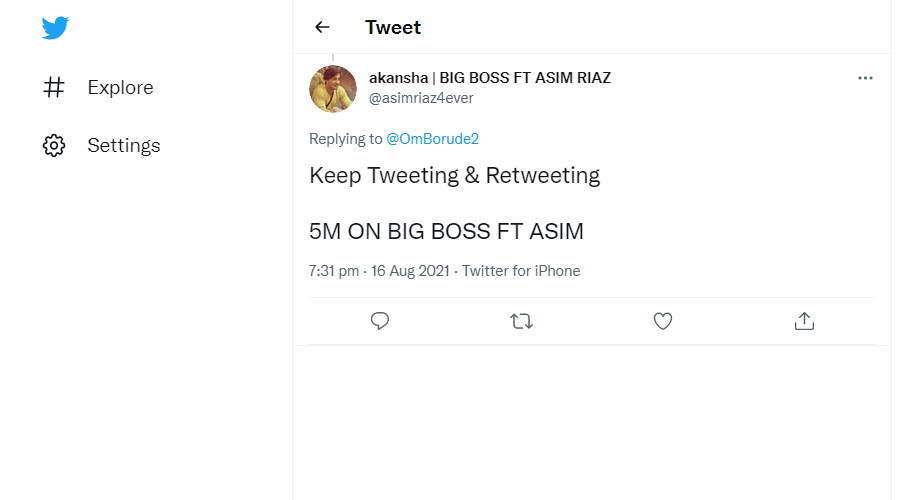 Tweet
Explore
Settings
akansha | BIG BOSS FT ASIM RIAZ
@asimriaz4ever
Replying to @OmBorude2
Keep Tweeting & Retweeting
5M ON BIG BOSS FT ASIM
7:31 pm · 16 Aug 2021 · Twitter for iPhone